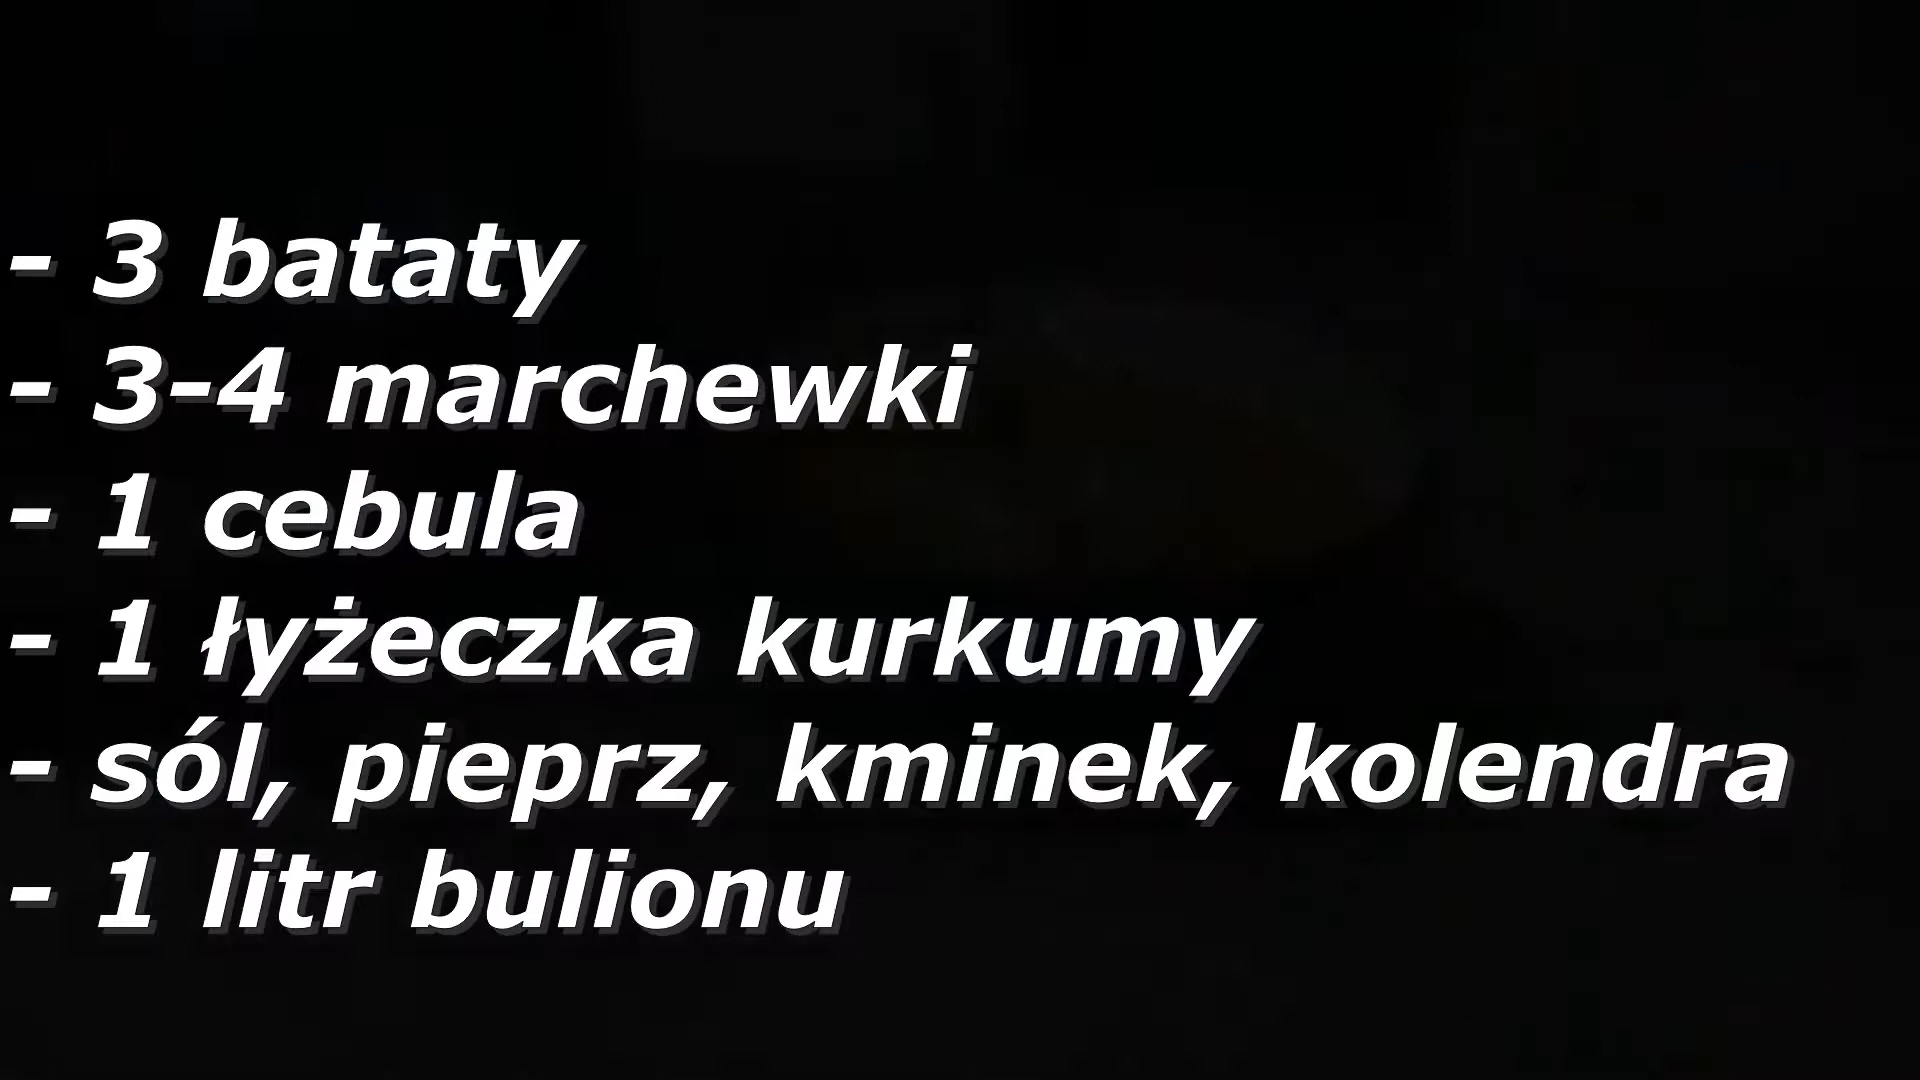 - 3 bataty
- 3-4 marchewki
- 1 cebula
- 1 łyżeczka kurkumy
- sól, pieprz, kminek, kolendra
- 1 litr bulionu